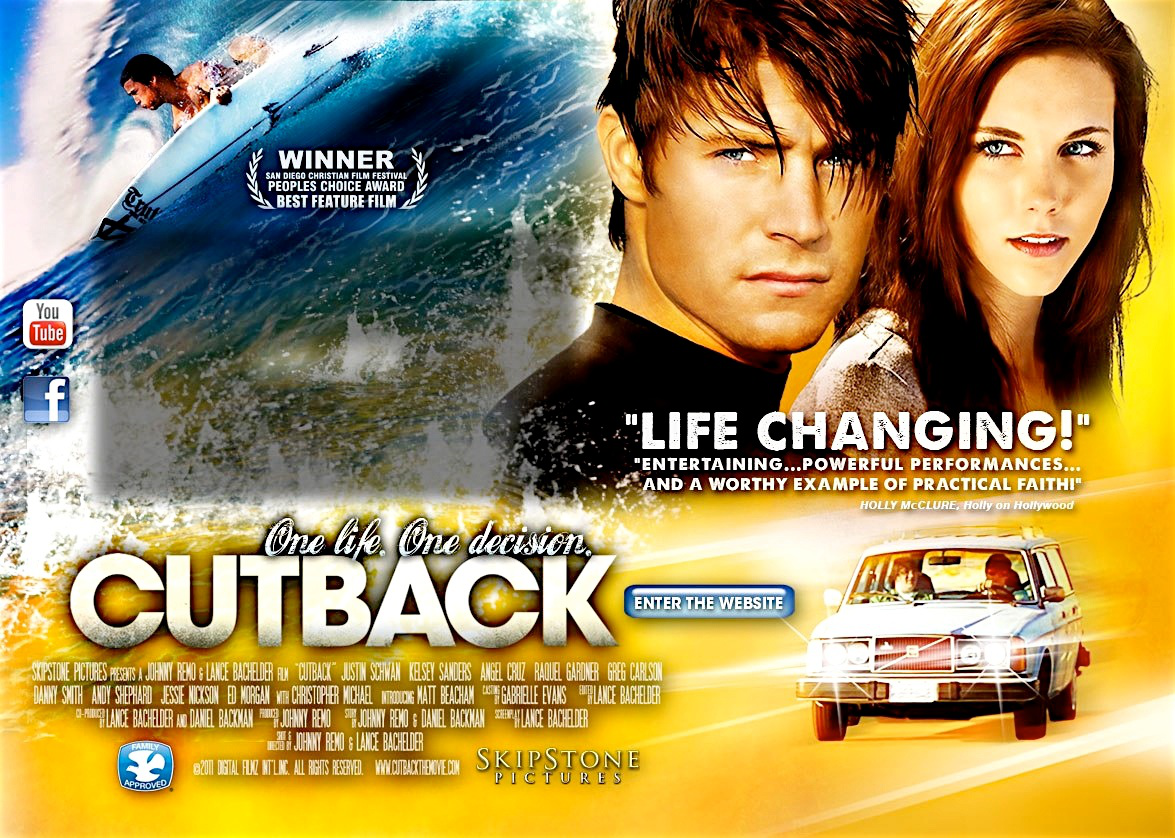 WINNER
SAN DIEGO CHRISTIAN FILM FESTIVAL
PEOPLES CHOICE AWARD
BEST FEATURE FILM
You
Tube
f
"LIFE CHANGING!"
"ENTERTAINING...POWERFUL PERFORMANCES...
AND A WORTHY EXAMPLE OF PRACTICAL FAITH!"
HOLLY McCLURE, Holly on Hollywood
One life. One decision.
CUTBACK
ENTER THE WEBSITE
SKIPSTONE PICTURES PRESENTS A JOHNNY REMO & LANCE BACHELDER FILM "CUTBACK" JUSTIN SCHWAN KELSEY SANDERS ANGEL CRUZ RAQUEL GARDNER GREG CARLSON
DANNY SMITH ANDY SHEPHARD JESSIE NICKSON ED MORGAN WITH CHRISTOPHER MICHAEL INTRODUCING MATT BEACHAM CASTING BY GABRIELLE EVANS EDITED BY LANCE BACHELDER
CO-PRODUCED BY LANCE BACHELDER AND DANIEL BACKMAN PRODUCED BY JOHNNY REMO STORY BY JOHNNY REMO & DANIEL BACKMAN SCREENPLAY BY LANCE BACHELDER
SHOT & DIRECTED BY JOHNNY REMO & LANCE BACHELDER
FAMILY
APPROVED
©2011 DIGITAL FILMZ INT'L.INC. ALL RIGHTS RESERVED. WWW.CUTBACKTHEMOVIE.COM
SKIPSTONE
PICTURES